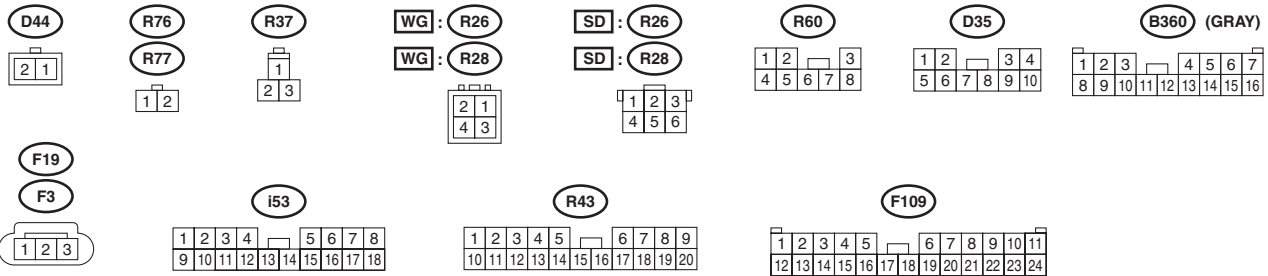 D44 R76 R37 WG : R26 SD : R26 R60 D35 B360 (GRAY)
R77 WG : R28 SD : R28
2 1
1 2
1
2 3
2 1
4 3
1 2 3
4 5 6
1 2 3
4 5 6 7 8
1 2 3 4
5 6 7 8 9 10
1 2 3 4 5 6 7
8 9 10 11 12 13 14 15 16
F19
F3 i53 R43 F109
1 2 3
1 2 3 4 5 6 7 8
9 10 11 12 13 14 15 16 17 18
1 2 3 4 5 6 7 8 9
10 11 12 13 14 15 16 17 18 19 20
1 2 3 4 5 6 7 8 9 10 11
12 13 14 15 16 17 18 19 20 21 22 23 24